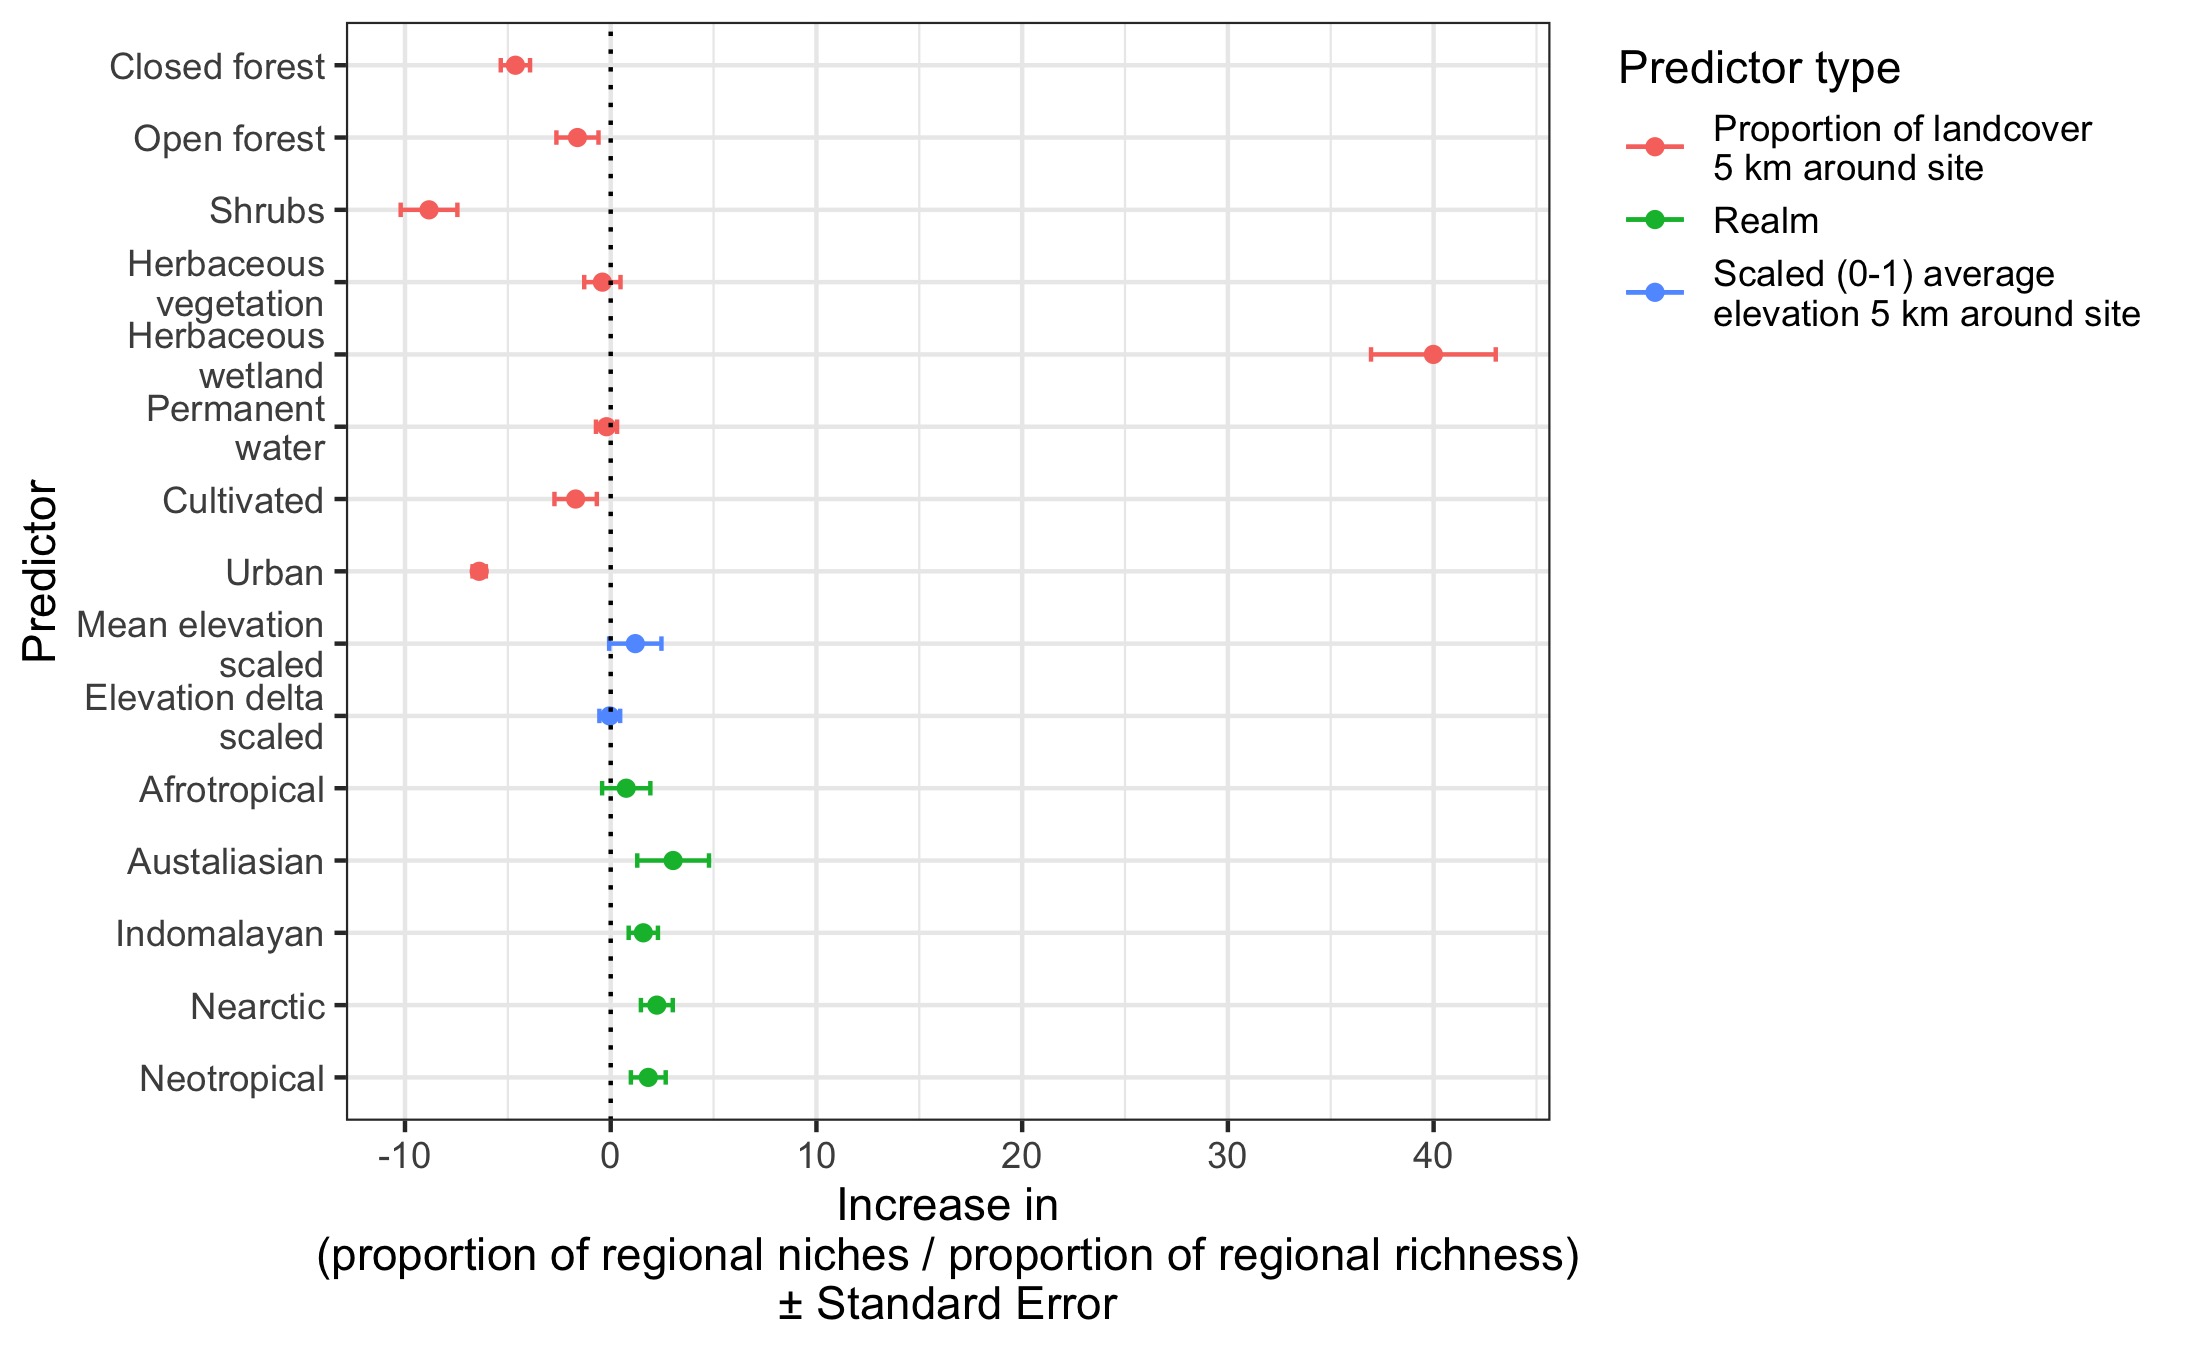 Closed forest
Open forest
Shrubs
Herbaceous
vegetation
Herbaceous
wetland
Permanent
water
Cultivated
Urban
Mean elevation
scaled
Elevation delta
scaled
Afrotropical
Austaliasian
Indomalayan
Nearctic
Neotropical
Predictor
-10 0 10 20 30 40
Increase in
(proportion of regional niches / proportion of regional richness)
± Standard Error
Predictor type
Proportion of landcover
5 km around site
Realm
Scaled (0-1) average
elevation 5 km around site